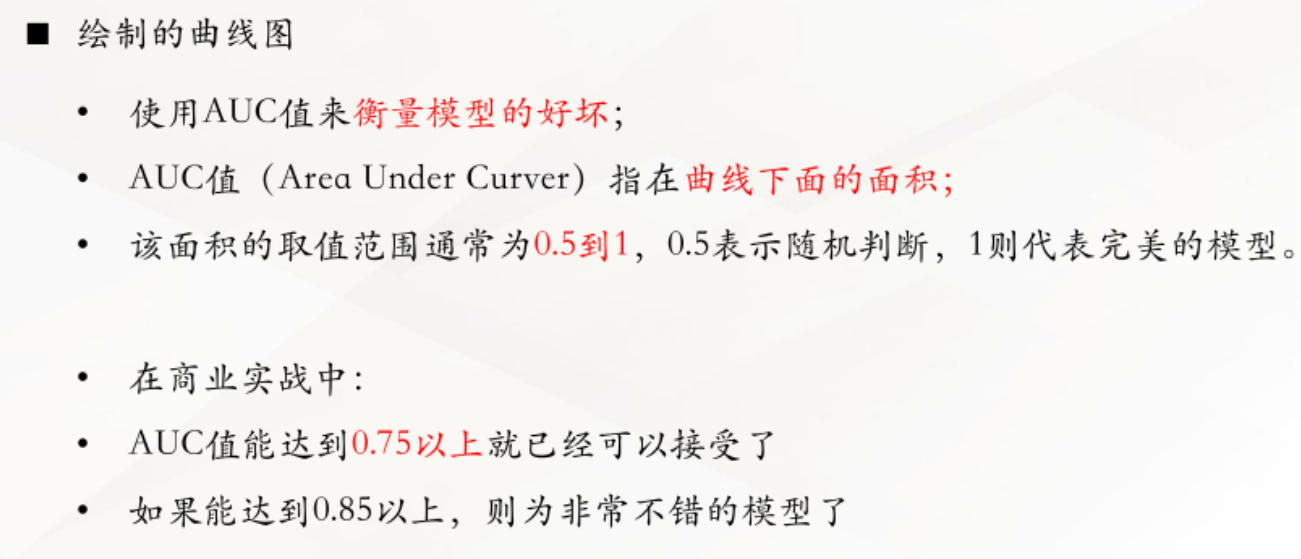 ■ 绘制的曲线图
• 使用AUC值来衡量模型的好坏；
• AUC值（Area Under Curver）指在曲线下面的面积；
• 该面积的取值范围通常为0.5到1，0.5表示随机判断，1则代表完美的模型。
• 在商业实战中：
• AUC值能达到0.75以上就已经可以接受了
• 如果能达到0.85以上，则为非常不错的模型了